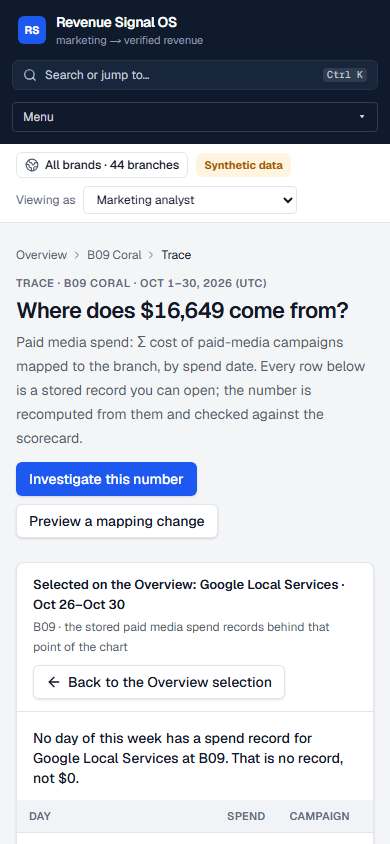 RS
Revenue Signal OS
marketing → verified revenue
Search or jump to…
Ctrl K
Menu
All brands · 44 branches
Synthetic data
Viewing as
Marketing analyst
Overview > B09 Coral > Trace
TRACE · B09 CORAL · OCT 1–30, 2026 (UTC)
Where does $16,649 come from?
Paid media spend: Σ cost of paid-media campaigns
mapped to the branch, by spend date. Every row below
is a stored record you can open; the number is
recomputed from them and checked against the
scorecard.
Investigate this number
Preview a mapping change
Selected on the Overview: Google Local Services ·
Oct 26–Oct 30
B09 · the stored paid media spend records behind that
point of the chart
← Back to the Overview selection
No day of this week has a spend record for
Google Local Services at B09. That is no record,
not $0.
DAY SPEND CAMPAIGN